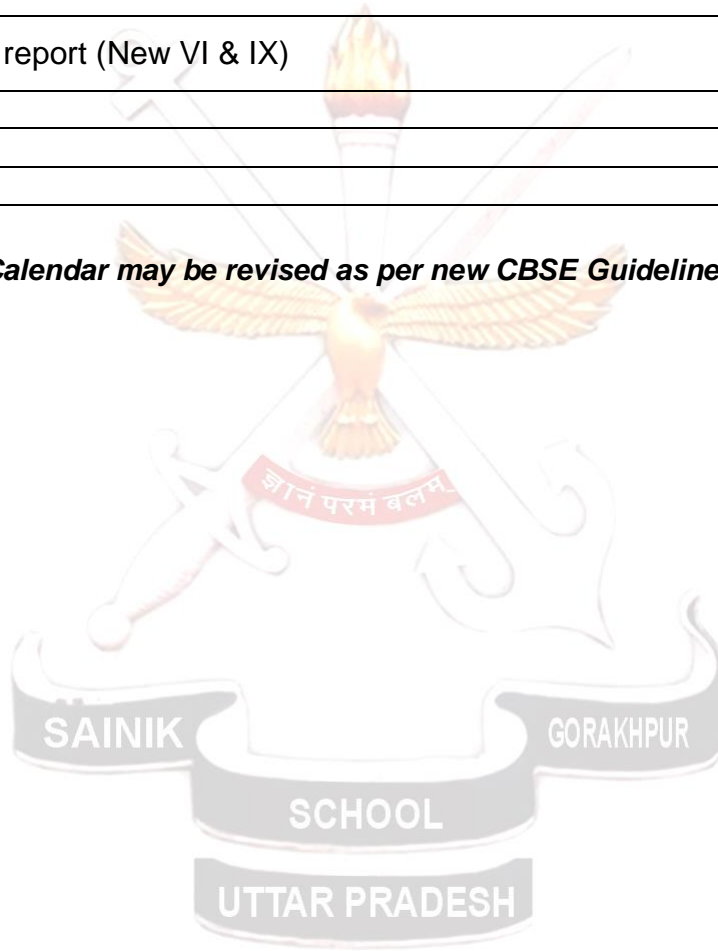 report (New VI & IX)
Calendar may be revised as per new CBSE Guideline
ज्ञानं परमं बलम्
SAINIK
GORAKHPUR
SCHOOL
UTTAR PRADESH